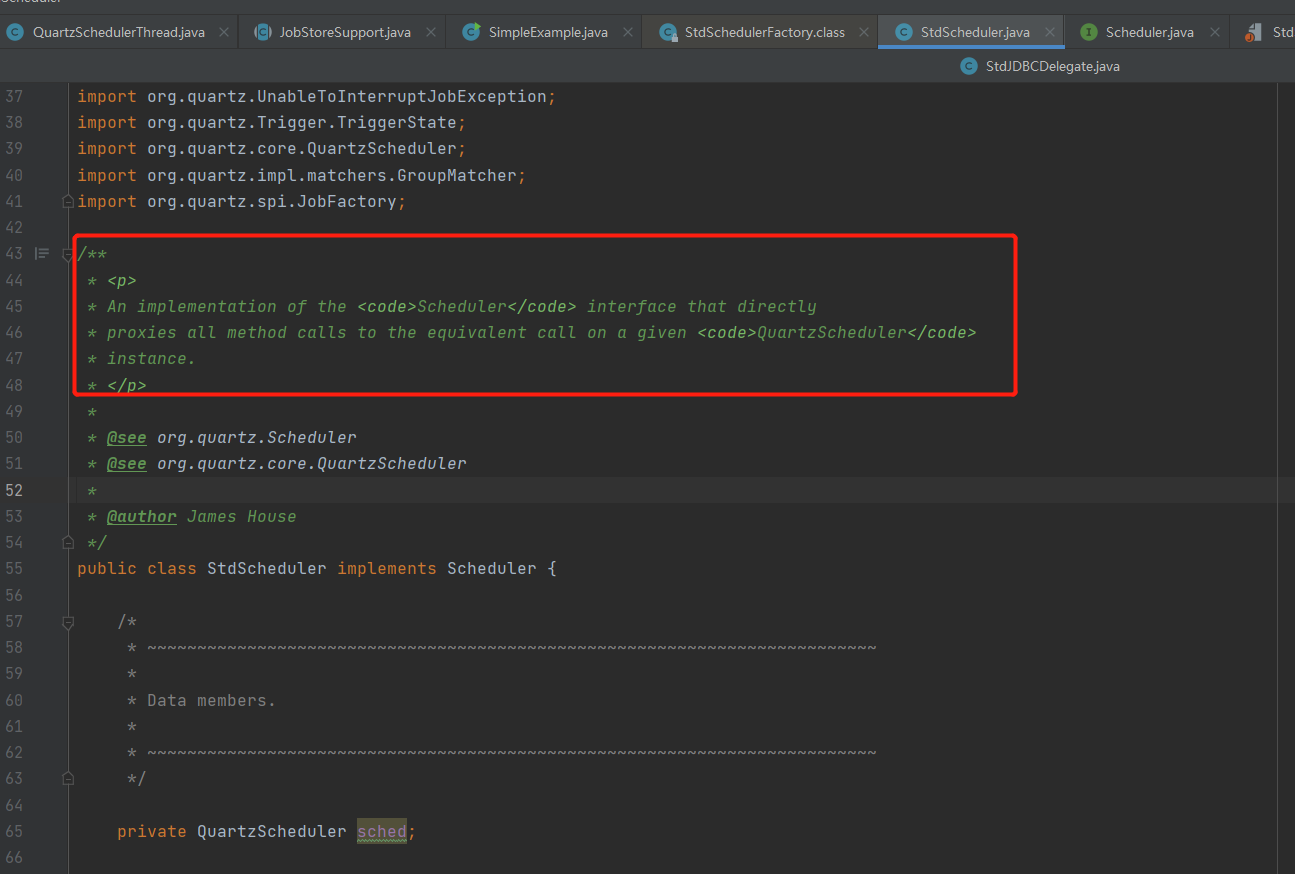 Scheduler
QuartzSchedulerThread.java JobStoreSupport.java SimpleExample.java StdSchedulerFactory.class StdScheduler.java Scheduler.java Std
StdJDBCDelegate.java
37 import org.quartz.UnableToInterruptJobException;
38 import org.quartz.Trigger.TriggerState;
39 import org.quartz.core.QuartzScheduler;
40 import org.quartz.impl.matchers.GroupMatcher;
41 import org.quartz.spi.JobFactory;
42
43 /**
44 * <p>
45 * An implementation of the <code>Scheduler</code> interface that directly
46 * proxies all method calls to the equivalent call on a given <code>QuartzScheduler</code>
47 * instance.
48 * </p>
49 *
50 * @see org.quartz.Scheduler
51 * @see org.quartz.core.QuartzScheduler
52 *
53 * @author James House
54 */
55 public class StdScheduler implements Scheduler {
56
57 /*
58 * ~~~~~~~~~~~~~~~~~~~~~~~~~~~~~~~~~~~~~~~~~~~~~~~~~~~~~~~~~~~~~~~~~~~~~~~~~
59 *
60 * Data members.
61 *
62 * ~~~~~~~~~~~~~~~~~~~~~~~~~~~~~~~~~~~~~~~~~~~~~~~~~~~~~~~~~~~~~~~~~~~~~~~~~
63 */
64
65 private QuartzScheduler sched;
66